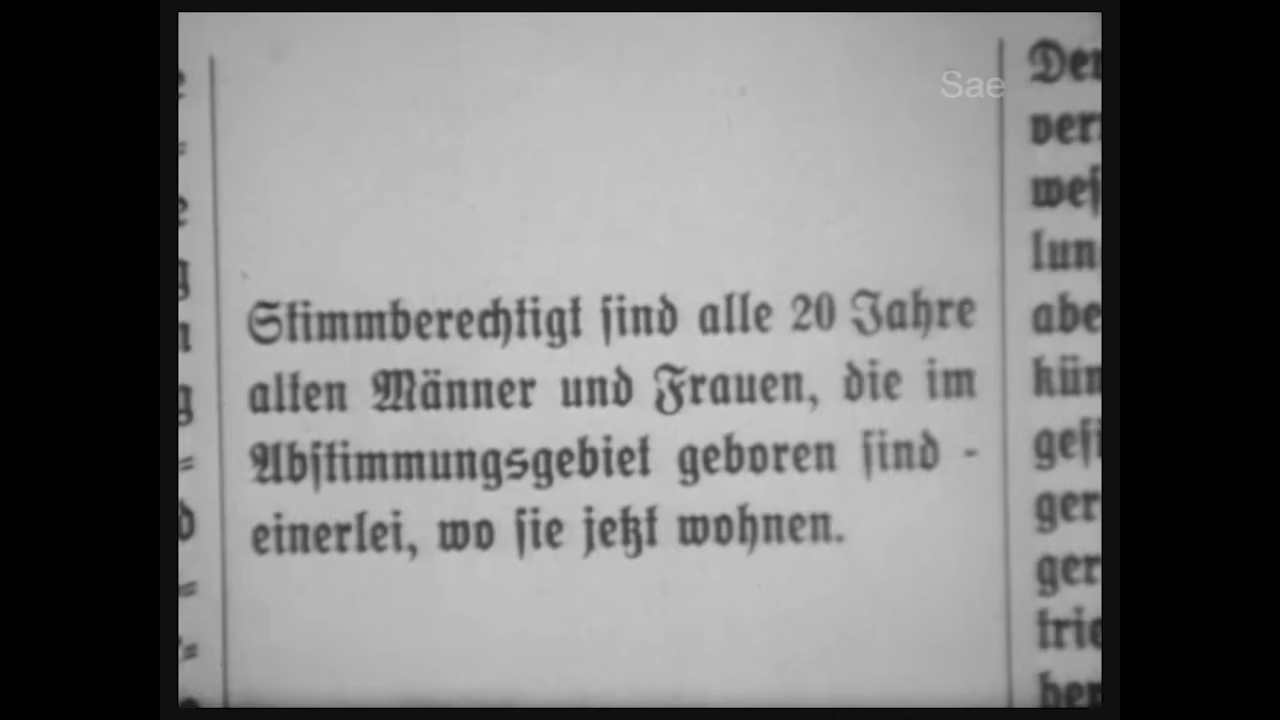 Sae
Stimmberechtigt sind alle 20 Jahre
alten Männer und Frauen, die im
Abstimmungsgebiet geboren sind -
einerlei, wo sie jetzt wohnen.